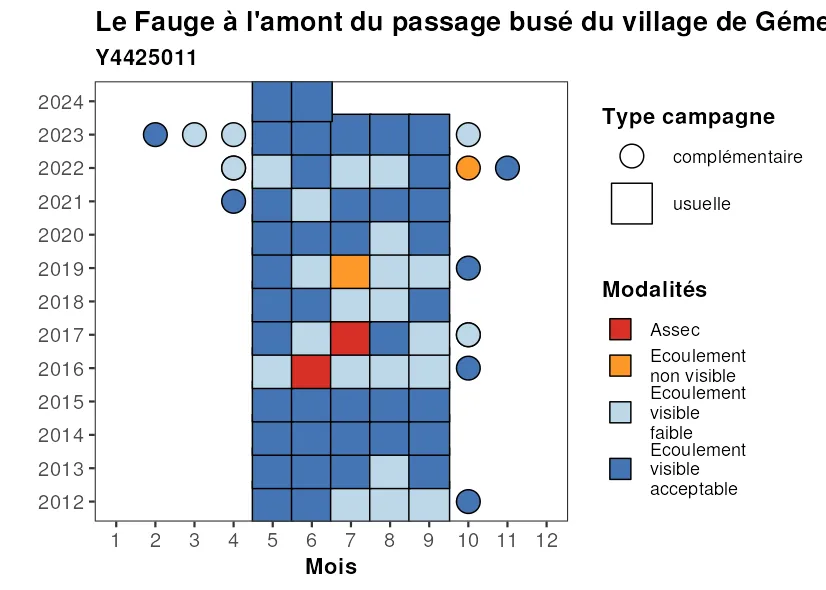 Le Fauge à l'amont du passage busé du village de Géme
Y4425011
2024
2023
2022
2021
2020
2019
2018
2017
2016
2015
2014
2013
2012
1 2 3 4 5 6 7 8 9 10 11 12
Mois
Type campagne
complémentaire
usuelle
Modalités
Assec
Ecoulement
non visible
Ecoulement
visible
faible
Ecoulement
visible
acceptable